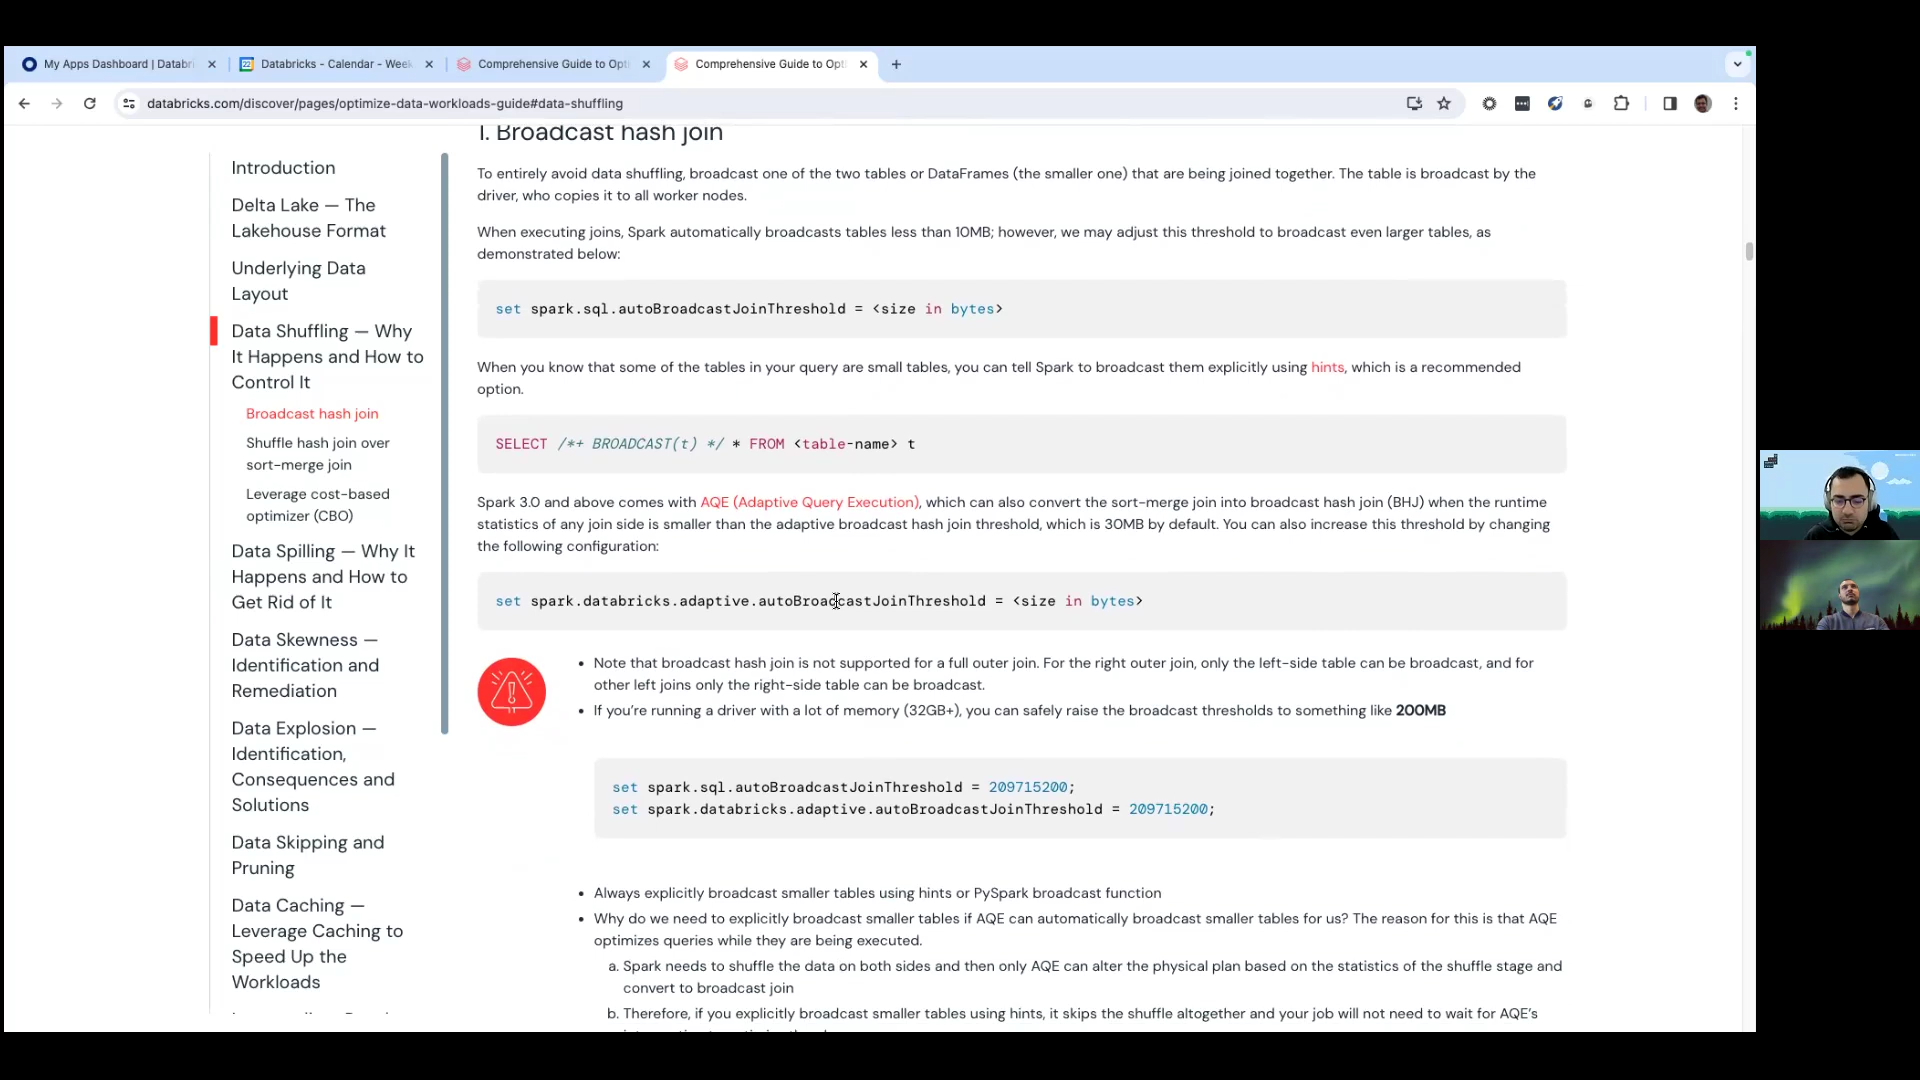 My Apps Dashboard | Databri
Databricks - Calendar - Week
Comprehensive Guide to Opti
Comprehensive Guide to Opti
databricks.com/discover/pages/optimize-data-workloads-guide#data-shuffling
Introduction
Delta Lake — The
Lakehouse Format
Underlying Data
Layout
Data Shuffling — Why
It Happens and How to
Control It
Broadcast hash join
Shuffle hash join over
sort-merge join
Leverage cost-based
optimizer (CBO)
Data Spilling — Why It
Happens and How to
Get Rid of It
Data Skewness —
Identification and
Remediation
Data Explosion —
Identification,
Consequences and
Solutions
Data Skipping and
Pruning
Data Caching —
Leverage Caching to
Speed Up the
Workloads
1. Broadcast hash join
To entirely avoid data shuffling, broadcast one of the two tables or DataFrames (the smaller one) that are being joined together. The table is broadcast by the
driver, who copies it to all worker nodes.
When executing joins, Spark automatically broadcasts tables less than 10MB; however, we may adjust this threshold to broadcast even larger tables, as
demonstrated below:
set spark.sql.autoBroadcastJoinThreshold = <size in bytes>
When you know that some of the tables in your query are small tables, you can tell Spark to broadcast them explicitly using hints, which is a recommended
option.
SELECT /*+ BROADCAST(t) */ * FROM <table-name> t
Spark 3.0 and above comes with AQE (Adaptive Query Execution), which can also convert the sort-merge join into broadcast hash join (BHJ) when the runtime
statistics of any join side is smaller than the adaptive broadcast hash join threshold, which is 30MB by default. You can also increase this threshold by changing
the following configuration:
set spark.databricks.adaptive.autoBroadcastJoinThreshold = <size in bytes>
• Note that broadcast hash join is not supported for a full outer join. For the right outer join, only the left-side table can be broadcast, and for
other left joins only the right-side table can be broadcast.
• If you're running a driver with a lot of memory (32GB+), you can safely raise the broadcast thresholds to something like 200MB
set spark.sql.autoBroadcastJoinThreshold = 209715200;
set spark.databricks.adaptive.autoBroadcastJoinThreshold = 209715200;
• Always explicitly broadcast smaller tables using hints or PySpark broadcast function
• Why do we need to explicitly broadcast smaller tables if AQE can automatically broadcast smaller tables for us? The reason for this is that AQE
optimizes queries while they are being executed.
a. Spark needs to shuffle the data on both sides and then only AQE can alter the physical plan based on the statistics of the shuffle stage and
convert to broadcast join
b. Therefore, if you explicitly broadcast smaller tables using hints, it skips the shuffle altogether and your job will not need to wait for AQE's